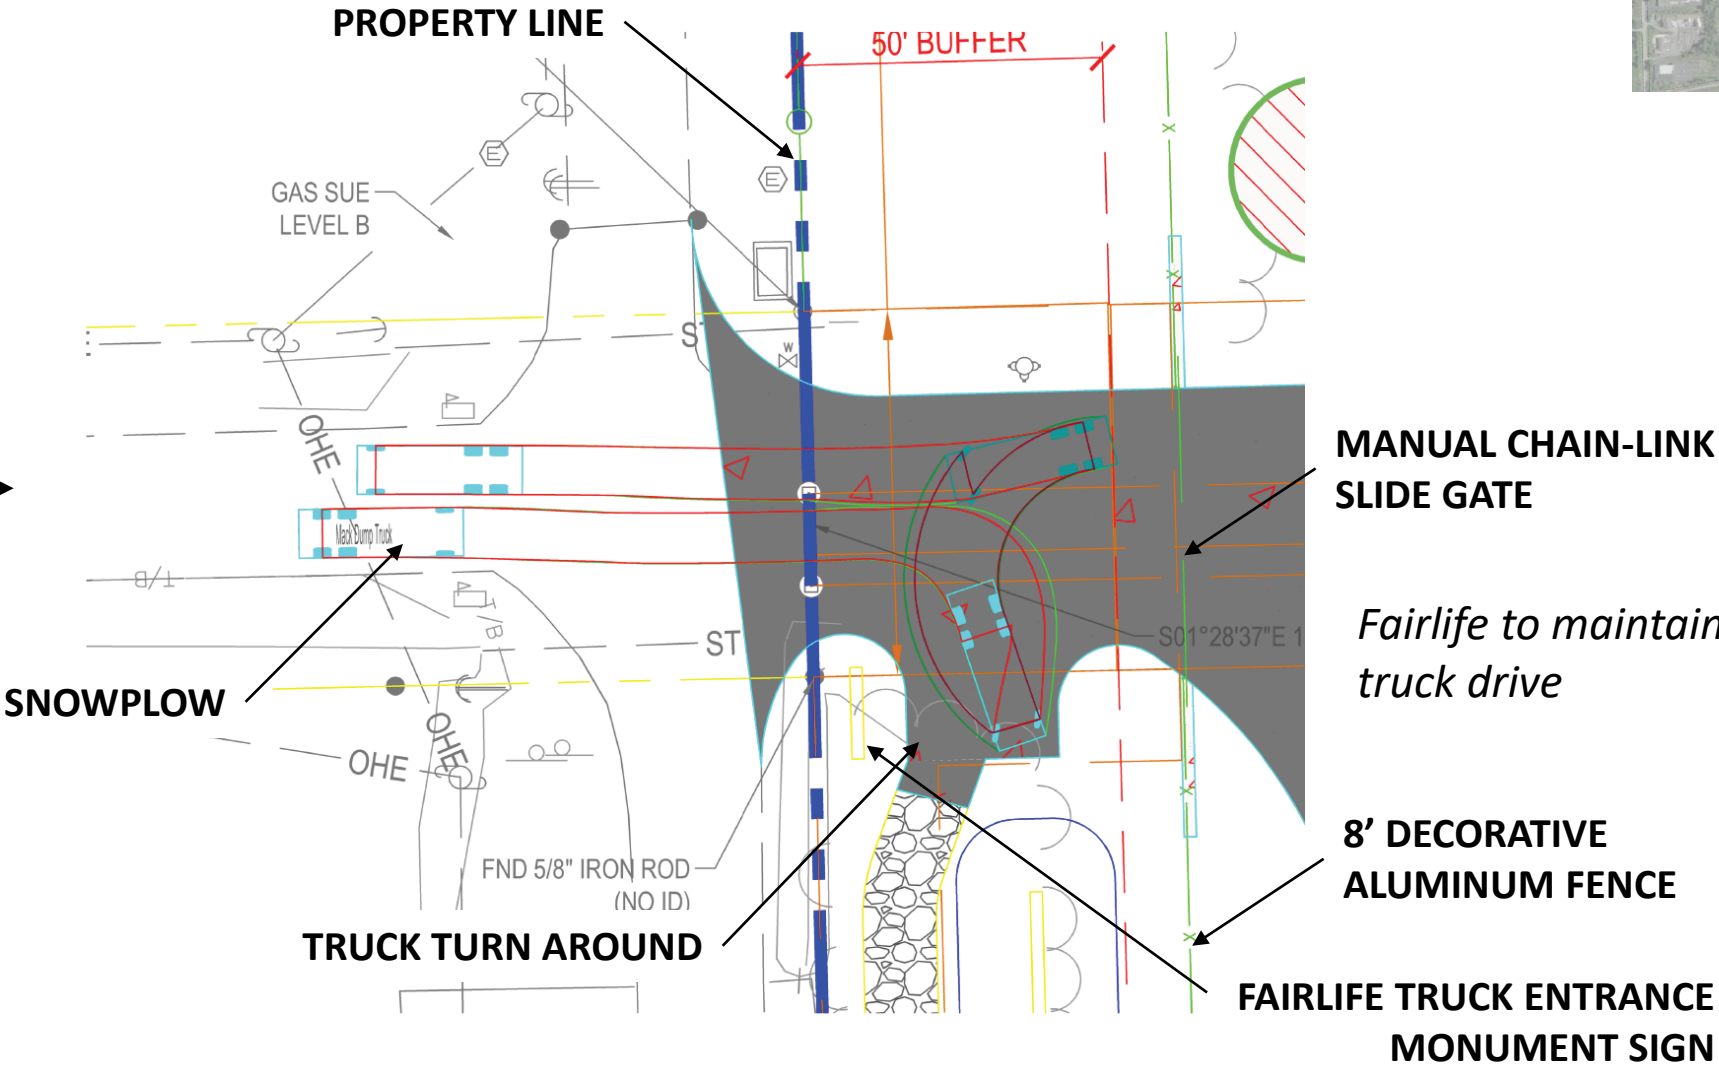 PROPERTY LINE
50' BUFFER
E
GAS SUE
LEVEL B
E
S
W
OHE
MANUAL CHAIN-LINK
SLIDE GATE
Mack Dump Truck
T/B
T/B
ST
S01°28'37"E 1
Fairlife to maintain
truck drive
SNOWPLOW
OHE
OHE
8’ DECORATIVE
ALUMINUM FENCE
FND 5/8" IRON ROD
(NO ID)
TRUCK TURN AROUND
FAIRLIFE TRUCK ENTRANCE
MONUMENT SIGN